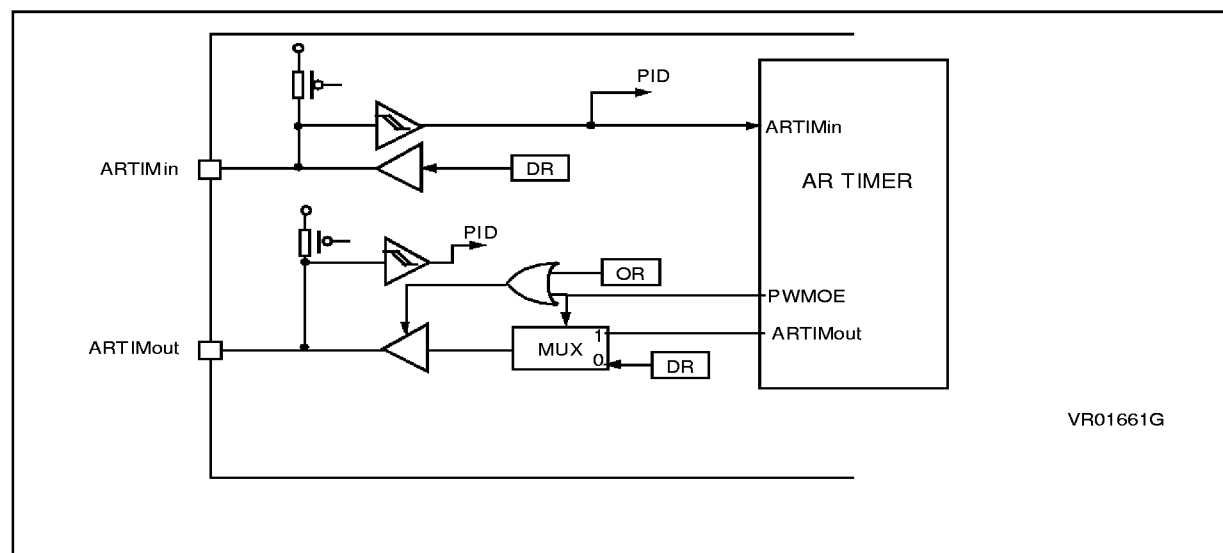 PID
ARTIMin
AR TIMER
ARTIMin
DR
PID
OR
PWMOE
ARTIMout
MUX
1
0
ARTIMout
DR
VR01661G